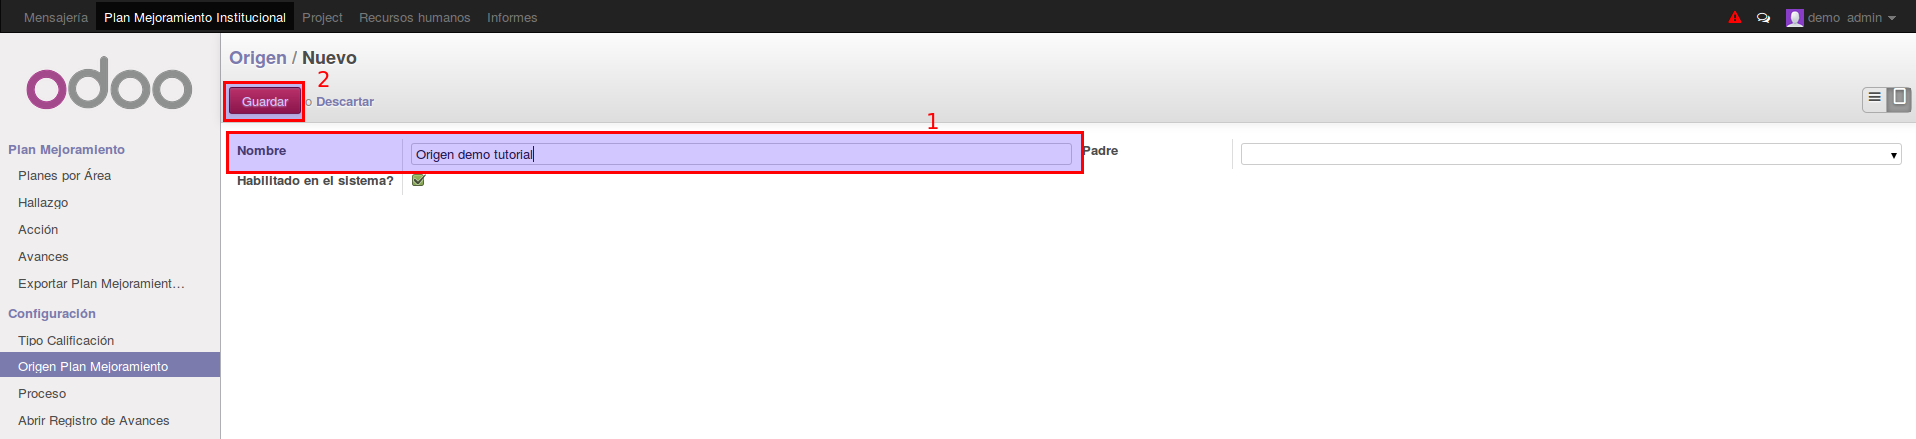 Mensajería Plan Mejoramiento Institucional Project Recursos humanos Informes demo admin
odoo
Origen / Nuevo
2
Guardar o Descartar
1
Nombre Origen demo tutorial Padre
Habilitado en el sistema?
Plan Mejoramiento
Planes por Área
Hallazgo
Acción
Avances
Exportar Plan Mejoramient...
Configuración
Tipo Calificación
Origen Plan Mejoramiento
Proceso
Abrir Registro de Avances